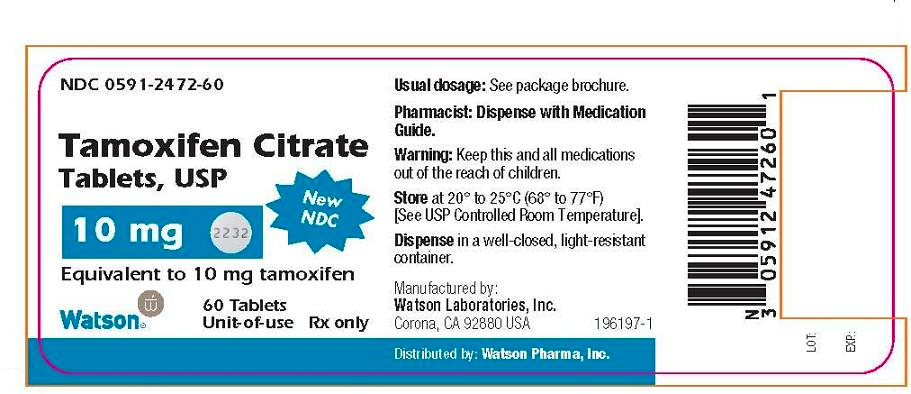 NDC 0591-2472-60
Tamoxifen Citrate
Tablets, USP
New
NDC
10 mg
2232
Equivalent to 10 mg tamoxifen
Watson
60 Tablets
Unit-of-use Rx only
Usual dosage: See package brochure.
Pharmacist: Dispense with Medication
Guide.
Warning: Keep this and all medications
out of the reach of children.
Store at 20° to 25°C (68° to 77°F)
[See USP Controlled Room Temperature].
Dispense in a well-closed, light-resistant
container.
Manufactured by:
Watson Laboratories, Inc.
Corona, CA 92880 USA 196197-1
Distributed by: Watson Pharma, Inc.
N
3 05912 47260 1
LOT:
EXP.: